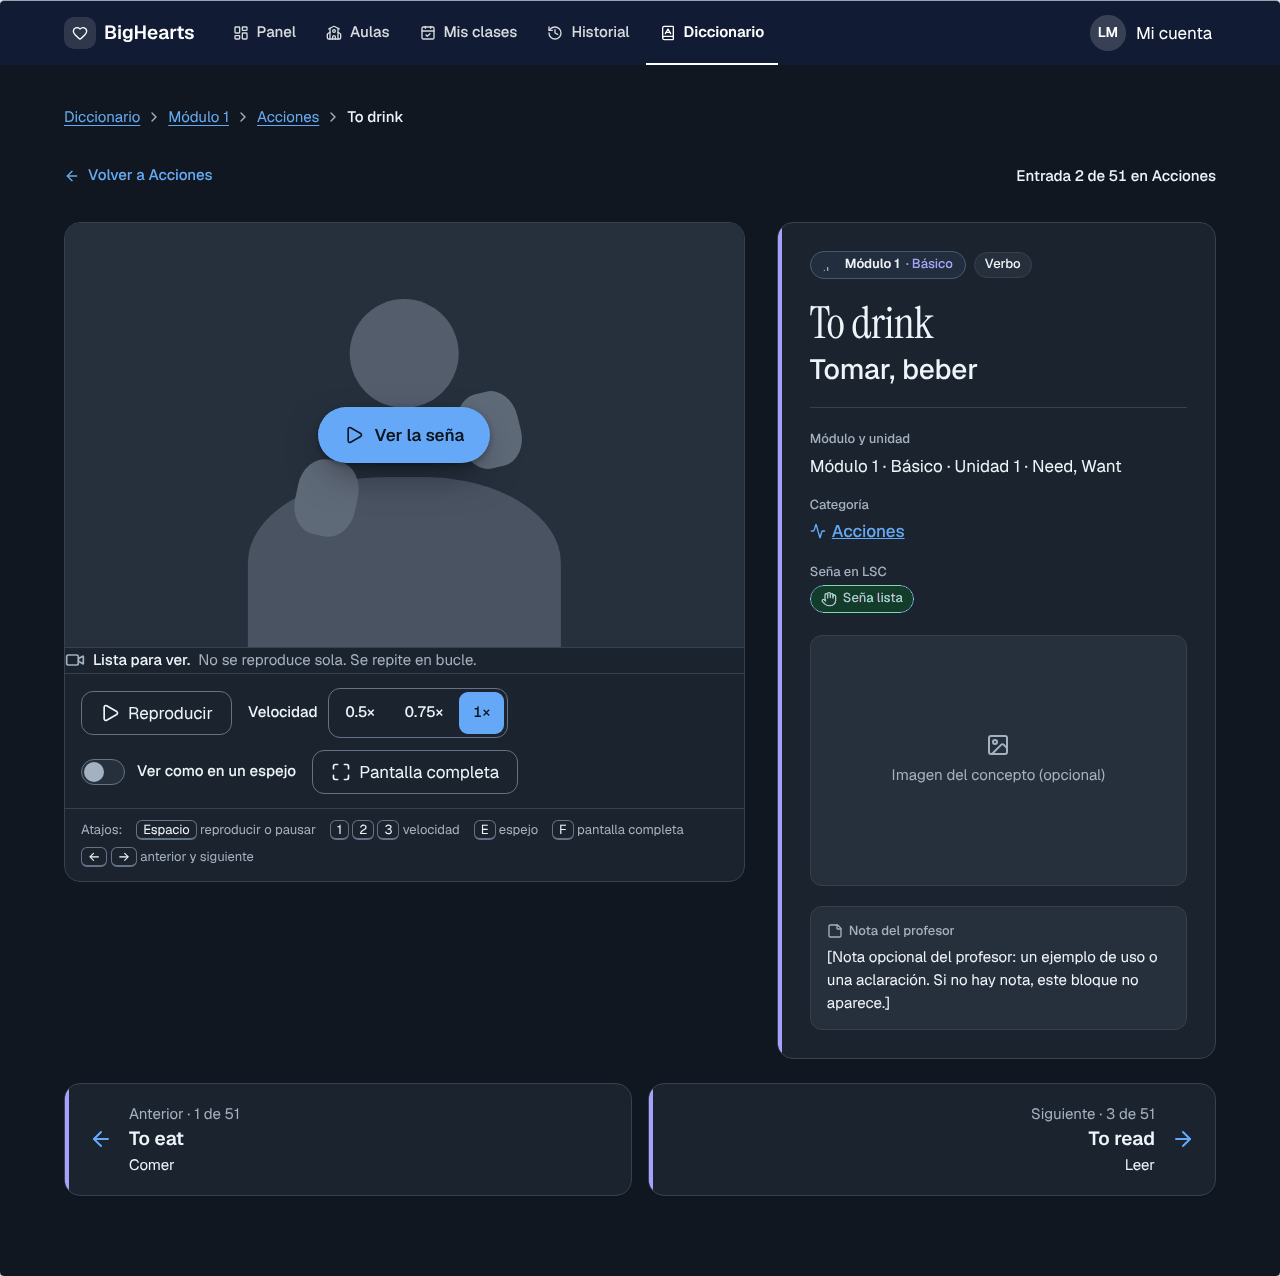 BigHearts
Panel
Aulas
Mis clases
Historial
Diccionario
LM
Mi cuenta
Diccionario > Módulo 1 > Acciones > To drink
← Volver a Acciones
Entrada 2 de 51 en Acciones
Ver la seña
Lista para ver. No se reproduce sola. Se repite en bucle.
Reproducir
Velocidad
0.5×
0.75×
1×
Ver como en un espejo
Pantalla completa
Atajos: Espacio reproducir o pausar 1 2 3 velocidad E espejo F pantalla completa
← → anterior y siguiente
Módulo 1 · Básico
Verbo
To drink
Tomar, beber
Módulo y unidad
Módulo 1 · Básico · Unidad 1 · Need, Want
Categoría
Acciones
Seña en LSC
Seña lista
Imagen del concepto (opcional)
Nota del profesor
[Nota opcional del profesor: un ejemplo de uso o
una aclaración. Si no hay nota, este bloque no
aparece.]
Anterior · 1 de 51
To eat
Comer
Siguiente · 3 de 51
To read
Leer